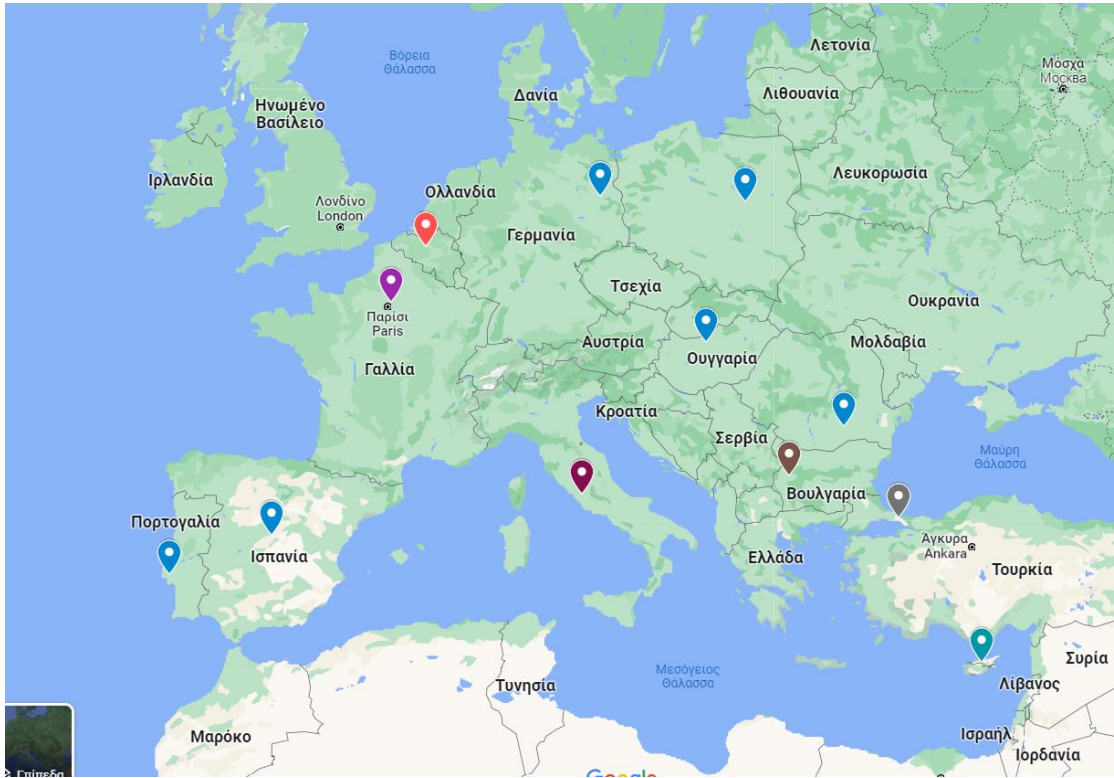 Λετονία
Βόρεια
Θάλασσα
Μόσχα
Москва
Δανία
Λιθουανία
Ηνωμένο
Βασίλειο
Ιρλανδία
Λευκορωσία
Ολλανδία
Λονδίνο
London
Γερμανία
Τσεχία
Ουκρανία
Παρίσι
Paris
Αυστρία
Μολδαβία
Ουγγαρία
Γαλλία
Κροατία
Σερβία
Μαύρη
Θάλασσα
Βουλγαρία
Πορτογαλία
Ισπανία
Άγκυρα
Ankara
Ελλάδα
Τουρκία
Μεσόγειος
Θάλασσα
Συρία
Τυνησία
Λίβανος
Μαρόκο
Ισραήλ
Ιορδανία
Επίπεδα
Google